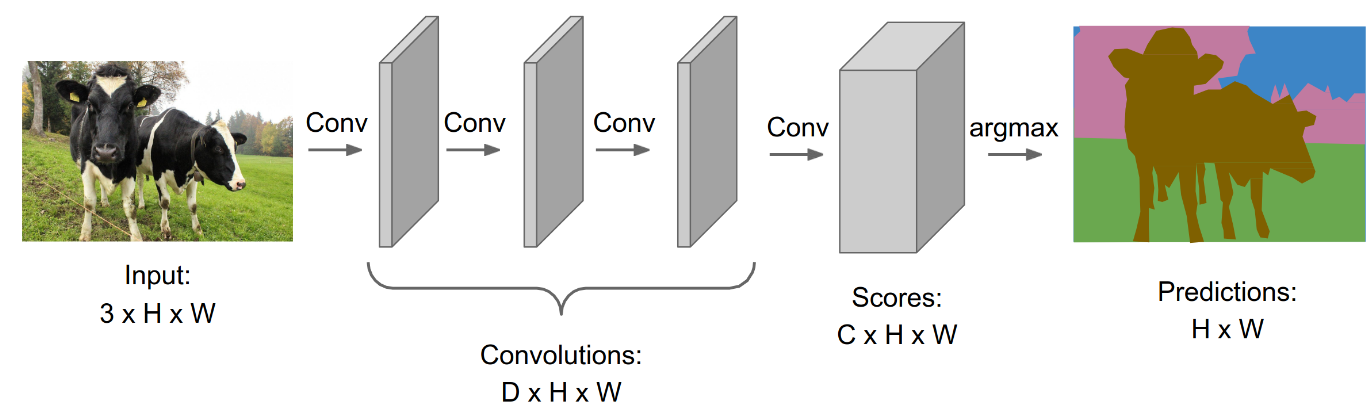 Conv
Conv
Conv
Conv
argmax
Input:
3 x H x W
Convolutions:
D x H x W
Scores:
C x H x W
Predictions:
H x W